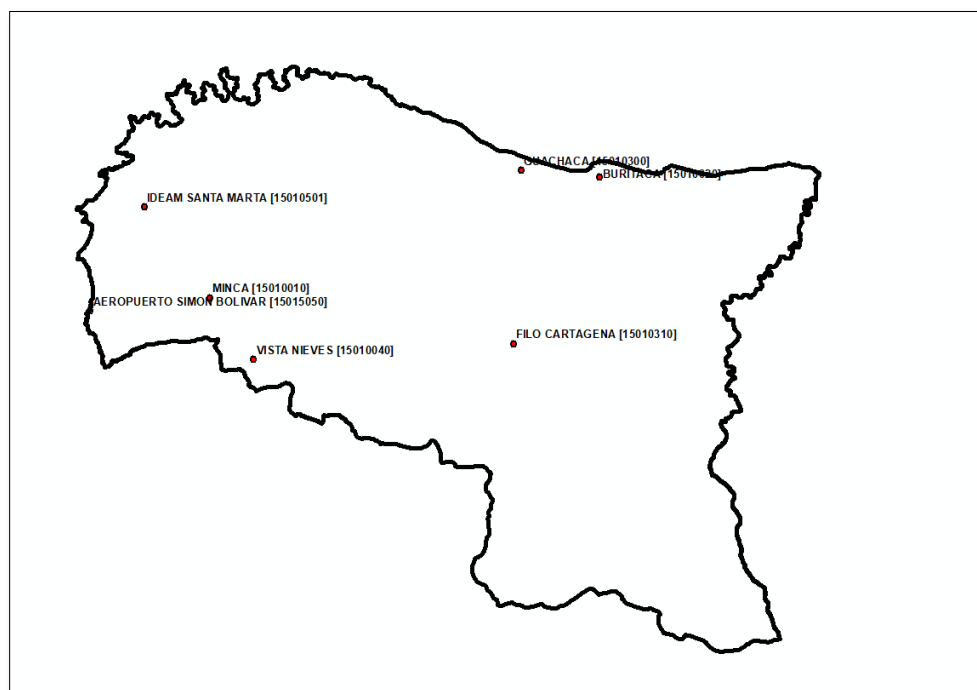 GUACHACA [15010300]
BURITACA [15010020]
IDEAM SANTA MARTA [15010501]
MINCA [15010010]
AEROPUERTO SIMON BOLIVAR [15015050]
FILO CARTAGENA [15010310]
VISTA NIEVES [15010040]